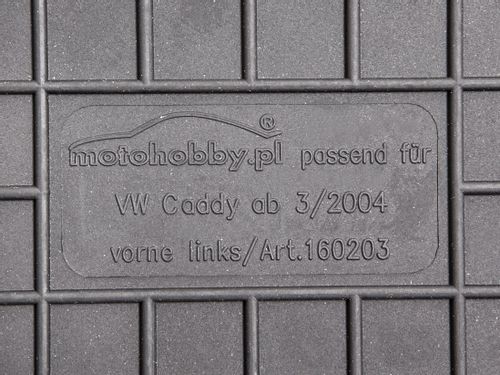 motohobby.pl® passend für
VW Caddy ab 3/2004
vorne links/Art.160203